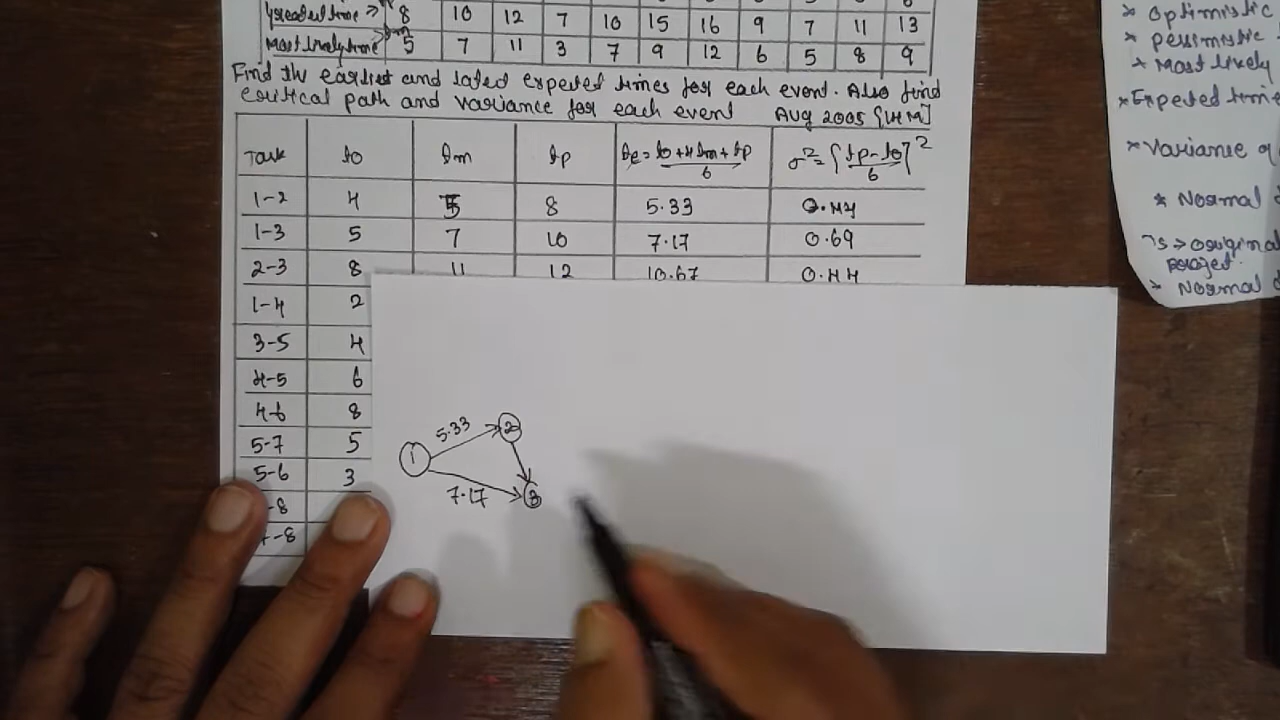 8 10 12 7 10 15 16 9 7 11 13
Most likely time 5 7 11 3 7 9 12 6 5 8 9
Find the earliest and lated expected times for each event. Also find
critical path and variance for each event AUG 2005 [14M]
Task to tm tp te = to+4tm+tp/6 σ²=[tp-to/6]²
1-2 4 5 8 5.33 0.44
1-3 5 7 10 7.17 0.69
2-3 8 11 12 10.67 0.44
1-4 2
3-5 4
4-5 6
4-6 8
5-7 5
5-6 3
-8
-8
1 5.33 2
7.17 3
* Optimistic
* pessimistic
* Most likely
* Expected time
* Variance of
* Normal
Ts → original
project.
* Normal d